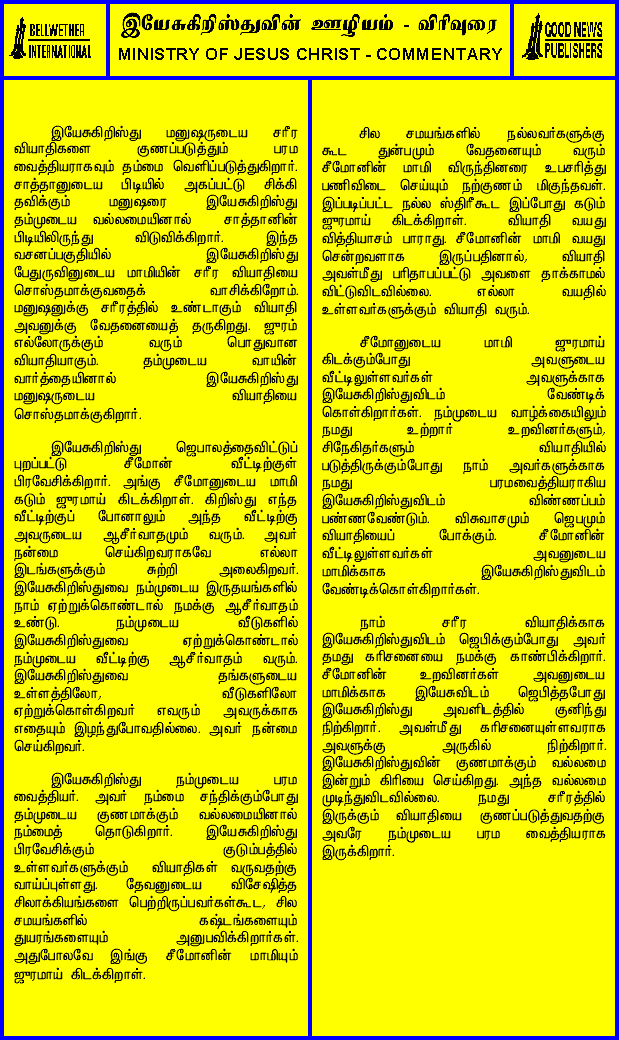 BELLWETHER
INTERNATIONAL
இயேசுகிறிஸ்துவின் ஊழியம் - விரிவுரை
MINISTRY OF JESUS CHRIST - COMMENTARY
GOOD NEWS
PUBLISHERS
இயேசுகிறிஸ்து மனுஷருடைய சரீர
வியாதிகளை குணப்படுத்தும் பரம
வைத்தியராகவும் தம்மை வெளிப்படுத்துகிறார்.
சாத்தானுடைய பிடியில் அகப்பட்டு சிக்கி
தவிக்கும் மனுஷரை இயேசுகிறிஸ்து
தம்முடைய வல்லமையினால் சாத்தானின்
பிடியிலிருந்து விடுவிக்கிறார். இந்த
வசனப்பகுதியில் இயேசுகிறிஸ்து
பேதுருவினுடைய மாமியின் சரீர வியாதியை
சொஸ்தமாக்குவதைக் வாசிக்கிறோம்.
மனுஷனுக்கு சரீரத்தில் உண்டாகும் வியாதி
அவனுக்கு வேதனையைத் தருகிறது. ஜுரம்
எல்லோருக்கும் வரும் பொதுவான
வியாதியாகும். தம்முடைய வாயின்
வார்த்தையினால் இயேசுகிறிஸ்து
மனுஷருடைய வியாதியை
சொஸ்தமாக்குகிறார்.
இயேசுகிறிஸ்து ஜெபாலத்தைவிட்டுப்
புறப்பட்டு சீமோன் வீட்டிற்குள்
பிரவேசிக்கிறார். அங்கு சீமோனுடைய மாமி
கடும் ஜுரமாய் கிடக்கிறாள். கிறிஸ்து எந்த
வீட்டிற்குப் போனாலும் அந்த வீட்டிற்கு
அவருடைய ஆசீர்வாதமும் வரும். அவர்
நன்மை செய்கிறவராகவே எல்லா
இடங்களுக்கும் சுற்றி அலைகிறவர்.
இயேசுகிறிஸ்துவை நம்முடைய இருதயங்களில்
நாம் ஏற்றுக்கொண்டால் நமக்கு ஆசீர்வாதம்
உண்டு. நம்முடைய வீடுகளில்
இயேசுகிறிஸ்துவை ஏற்றுக்கொண்டால்
நம்முடைய வீட்டிற்கு ஆசீர்வாதம் வரும்.
இயேசுகிறிஸ்துவை தங்களுடைய
உள்ளத்திலோ, வீடுகளிலோ
ஏற்றுக்கொள்கிறவர் எவரும் அவருக்காக
எதையும் இழந்துபோவதில்லை. அவர் நன்மை
செய்கிறவர்.
இயேசுகிறிஸ்து நம்முடைய பரம
வைத்தியர். அவர் நம்மை சந்திக்கும்போது
தம்முடைய குணமாக்கும் வல்லமையினால்
நம்மைத் தொடுகிறார். இயேசுகிறிஸ்து
பிரவேசிக்கும் குடும்பத்தில்
உள்ளவர்களுக்கும் வியாதிகள் வருவதற்கு
வாய்ப்புள்ளது. தேவனுடைய விசேஷித்த
சிலாக்கியங்களை பெற்றிருப்பவர்கள்கூட, சில
சமயங்களில் கஷ்டங்களையும்
துயரங்களையும் அனுபவிக்கிறார்கள்.
அதுபோலவே இங்கு சீமோனின் மாமியும்
ஜுரமாய் கிடக்கிறாள்.
சில சமயங்களில் நல்லவர்களுக்கு
கூட துன்பமும் வேதனையும் வரும்
சீமோனின் மாமி விருந்தினரை உபசரித்து
பணிவிடை செய்யும் நற்குணம் மிகுந்தவள்.
இப்படிப்பட்ட நல்ல ஸ்திரீகூட இப்போது கடும்
ஜுரமாய் கிடக்கிறாள். வியாதி வயது
வித்தியாசம் பாராது. சீமோனின் மாமி வயது
சென்றவளாக இருப்பதினால், வியாதி
அவள்மீது பரிதாபப்பட்டு அவளை தாக்காமல்
விட்டுவிடவில்லை. எல்லா வயதில்
உள்ளவர்களுக்கும் வியாதி வரும்.
சீமோனுடைய மாமி ஜுரமாய்
கிடக்கும்போது அவளுடைய
வீட்டிலுள்ளவர்கள் அவளுக்காக
இயேசுகிறிஸ்துவிடம் வேண்டிக்
கொள்கிறார்கள். நம்முடைய வாழ்க்கையிலும்
நமது உற்றார் உறவினர்களும்,
சிநேகிதர்களும் வியாதியில்
படுத்திருக்கும்போது நாம் அவர்களுக்காக
நமது பரமவைத்தியராகிய
இயேசுகிறிஸ்துவிடம் விண்ணப்பம்
பண்ணவேண்டும். விசுவாசமும் ஜெபமும்
வியாதியைப் போக்கும். சீமோனின்
வீட்டிலுள்ளவர்கள் அவனுடைய
மாமிக்காக இயேசுகிறிஸ்துவிடம்
வேண்டிக்கொள்கிறார்கள்.
நாம் சரீர வியாதிக்காக
இயேசுகிறிஸ்துவிடம் ஜெபிக்கும்போது அவர்
தமது கரிசனையை நமக்கு காண்பிக்கிறார்.
சீமோனின் உறவினர்கள் அவனுடைய
மாமிக்காக இயேசுவிடம் ஜெபித்தபோது
இயேசுகிறிஸ்து அவளிடத்தில் குனிந்து
நிற்கிறார். அவள்மீது கரிசனையுள்ளவராக
அவளுக்கு அருகில் நிற்கிறார்.
இயேசுகிறிஸ்துவின் குணமாக்கும் வல்லமை
இன்றும் கிரியை செய்கிறது. அந்த வல்லமை
முடிந்துவிடவில்லை. நமது சரீரத்தில்
இருக்கும் வியாதியை குணப்படுத்துவதற்கு
அவரே நம்முடைய பரம வைத்தியராக
இருக்கிறார்.